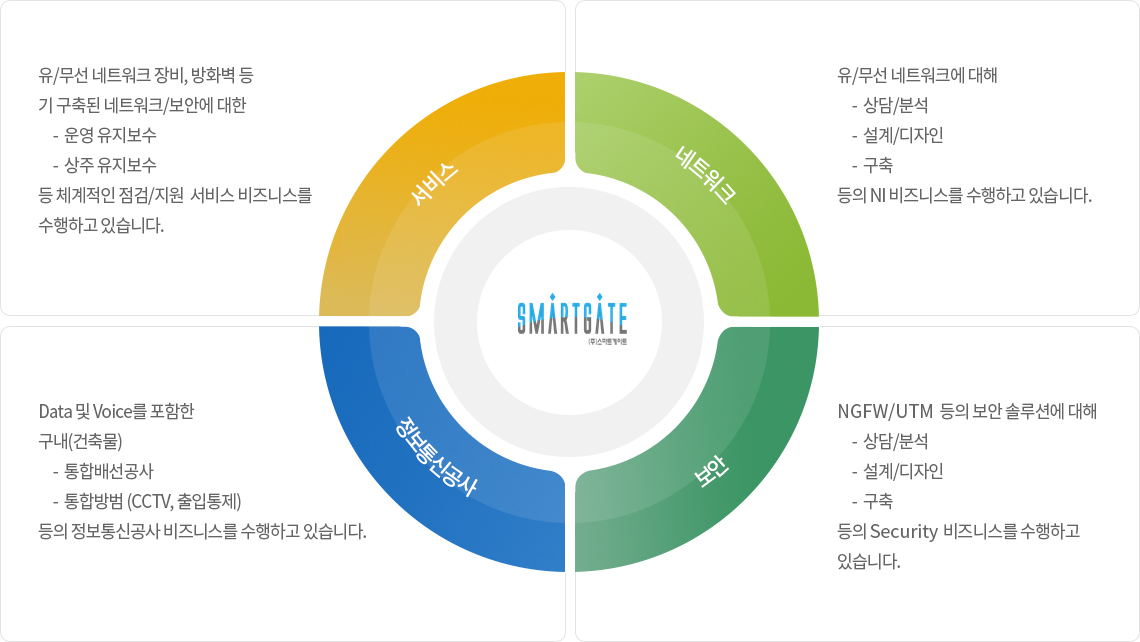 유/무선 네트워크 장비, 방화벽 등
기 구축된 네트워크/보안에 대한
- 운영 유지보수
- 상주 유지보수
등 체계적인 점검/지원 서비스 비즈니스를
수행하고 있습니다.
서비스
네트워크
유/무선 네트워크에 대해
- 상담/분석
- 설계/디자인
- 구축
등의 NI 비즈니스를 수행하고 있습니다.
SMARTGATE
(주)스마트게이트
Data 및 Voice를 포함한
구내(건축물)
- 통합배선공사
- 통합방범 (CCTV, 출입통제)
등의 정보통신공사 비즈니스를 수행하고 있습니다.
정보통신공사
보안
NGFW/UTM 등의 보안 솔루션에 대해
- 상담/분석
- 설계/디자인
- 구축
등의 Security 비즈니스를 수행하고
있습니다.